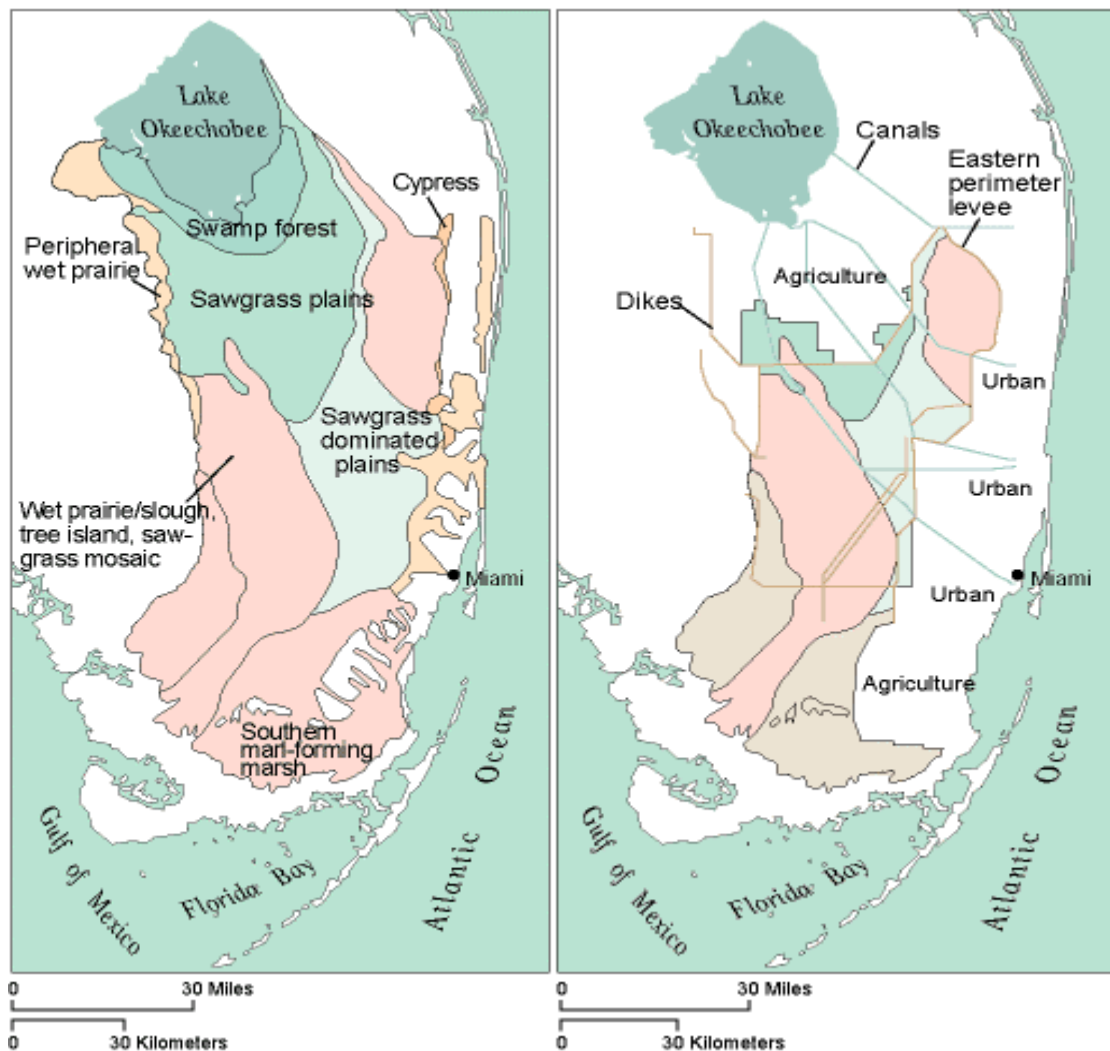 Lake
Okeechobee
Cypress
Swamp forest
Peripheral
wet prairie
Sawgrass plains
Sawgrass
dominated
plains
Wet prairie/slough,
tree island, saw-
grass mosaic
Miami
Southern
marl-forming
marsh
Gulf of Mexico
Florida Bay
Atlantic Ocean
0 30 Miles
0 30 Kilometers
Lake
Okeechobee
Canals
Eastern
perimeter
levee
Agriculture
Dikes
Urban
Urban
Miami
Urban
Agriculture
Gulf of Mexico
Florida Bay
Atlantic Ocean
0 30 Miles
0 30 Kilometers